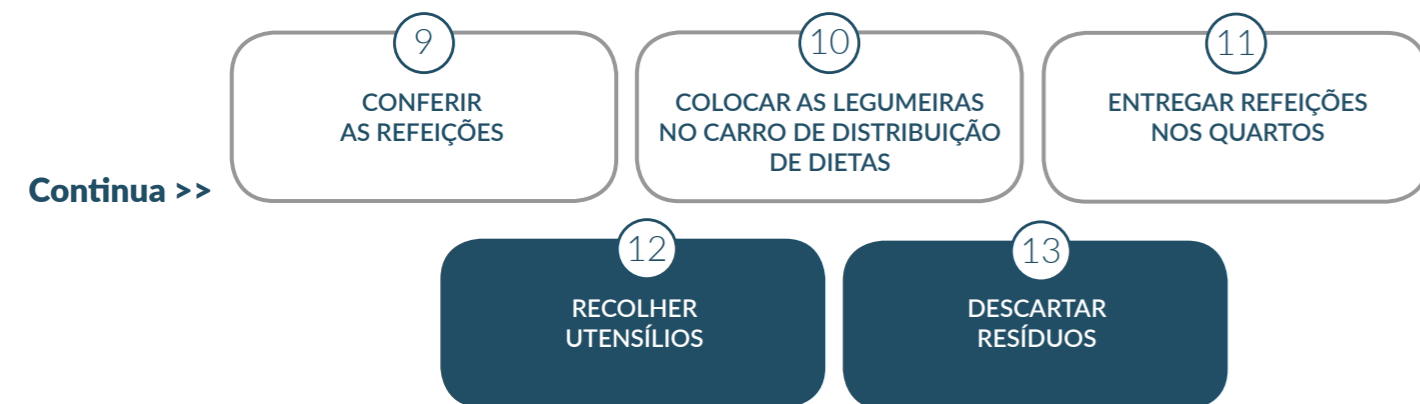 9
CONFERIR
AS REFEIÇÕES
10
COLOCAR AS LEGUMEIRAS
NO CARRO DE DISTRIBUIÇÃO
DE DIETAS
11
ENTREGAR REFEIÇÕES
NOS QUARTOS
Continua >>
12
RECOLHER
UTENSÍLIOS
13
DESCARTAR
RESÍDUOS